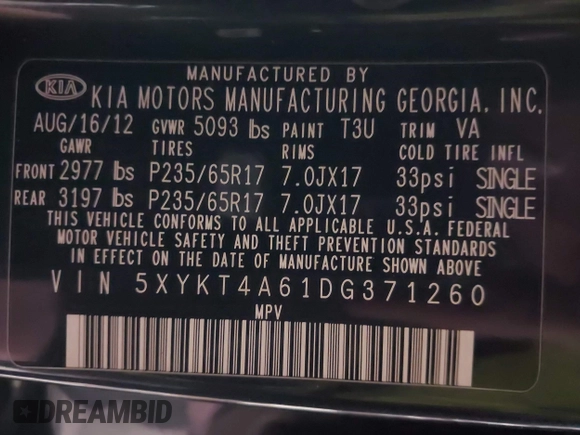 MANUFACTURED BY
KIA KIA MOTORS MANUFACTURING GEORGIA, INC.
AUG/16/12 GVWR 5093 lbs PAINT T3U TRIM VA
GAWR TIRES RIMS COLD TIRE INFL
FRONT 2977 lbs P235/65R17 7.0JX17 33psi SINGLE
REAR 3197 lbs P235/65R17 7.0JX17 33psi SINGLE
THIS VEHICLE CONFORMS TO ALL APPLICABLE U.S.A. FEDERAL
MOTOR VEHICLE SAFETY AND THEFT PREVENTION STANDARDS
IN EFFECT ON THE DATE OF MANUFACTURE SHOWN ABOVE
VIN 5XYKT4A61DG371260
MPV
DREAMBID